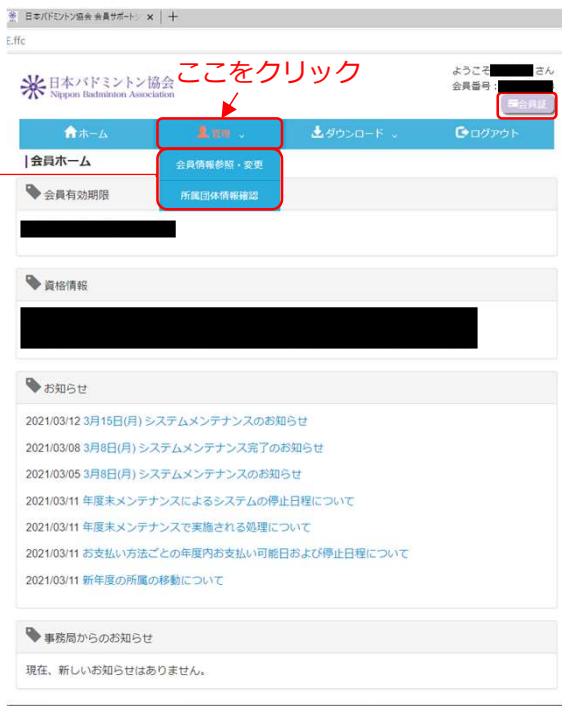 日本バドミントン協会 会員サポートシ × | +
E.ffc
日本バドミントン協会
Nippon Badminton Association
ここをクリック
ようこそ さん
会員番号:
会員証
ホーム
管理
ダウンロード
ログアウト
|会員ホーム
会員情報参照・変更
所属団体情報確認
会員有効期限
資格情報
お知らせ
2021/03/12 3月15日(月) システムメンテナンスのお知らせ
2021/03/08 3月8日(月) システムメンテナンス完了のお知らせ
2021/03/05 3月8日(月) システムメンテナンスのお知らせ
2021/03/11 年度末メンテナンスによるシステムの停止日程について
2021/03/11 年度末メンテナンスで実施される処理について
2021/03/11 お支払い方法ごとの年度内お支払い可能日および停止日程について
2021/03/11 新年度の所属の移動について
事務局からのお知らせ
現在、新しいお知らせはありません。